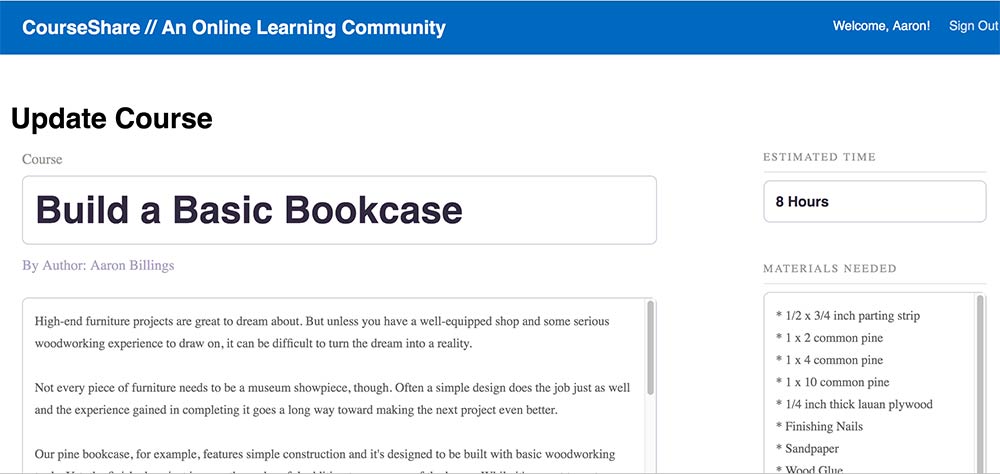 CourseShare // An Online Learning Community
Welcome, Aaron!
Sign Out
Update Course
Course
Build a Basic Bookcase
By Author: Aaron Billings
High-end furniture projects are great to dream about. But unless you have a well-equipped shop and some serious
woodworking experience to draw on, it can be difficult to turn the dream into a reality.
Not every piece of furniture needs to be a museum showpiece, though. Often a simple design does the job just as well
and the experience gained in completing it goes a long way toward making the next project even better.
Our pine bookcase, for example, features simple construction and it's designed to be built with basic woodworking
ESTIMATED TIME
8 Hours
MATERIALS NEEDED
* 1/2 x 3/4 inch parting strip
* 1 x 2 common pine
* 1 x 4 common pine
* 1 x 10 common pine
* 1/4 inch thick lauan plywood
* Finishing Nails
* Sandpaper
* Wood Glue